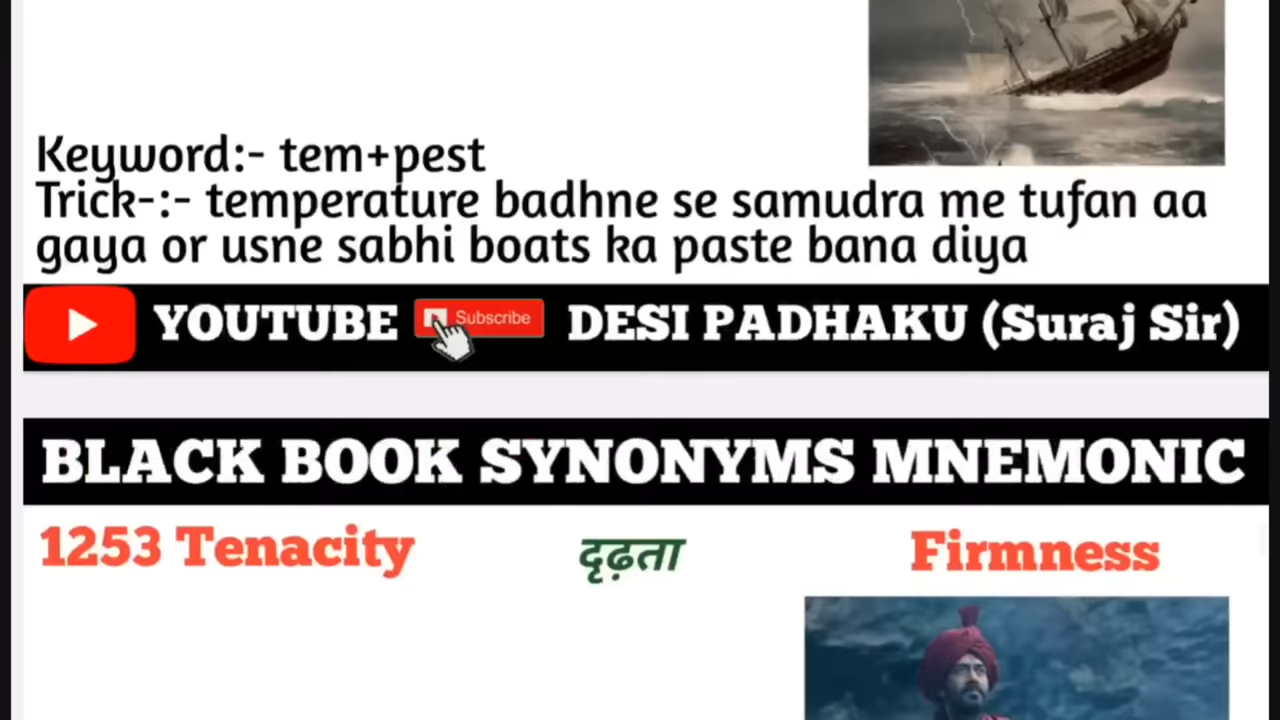 Keyword:- tem+pest
Trick-:- temperature badhne se samudra me tufan aa
gaya or usne sabhi boats ka paste bana diya
YOUTUBE Subscribe DESI PADHAKU (Suraj Sir)
BLACK BOOK SYNONYMS MNEMONIC
1253 Tenacity दृढ़ता Firmness